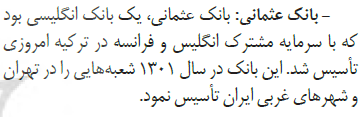 - بانک عثمانی: بانک عثمانی، یک بانک انگلیسی بود
که با سرمایه مشترک انگلیس و فرانسه در ترکیه امروزی
تأسیس شد. این بانک در سال ۱۳۰۱ شعبه‌هایی را در تهران
و شهرهای غربی ایران تأسیس نمود.